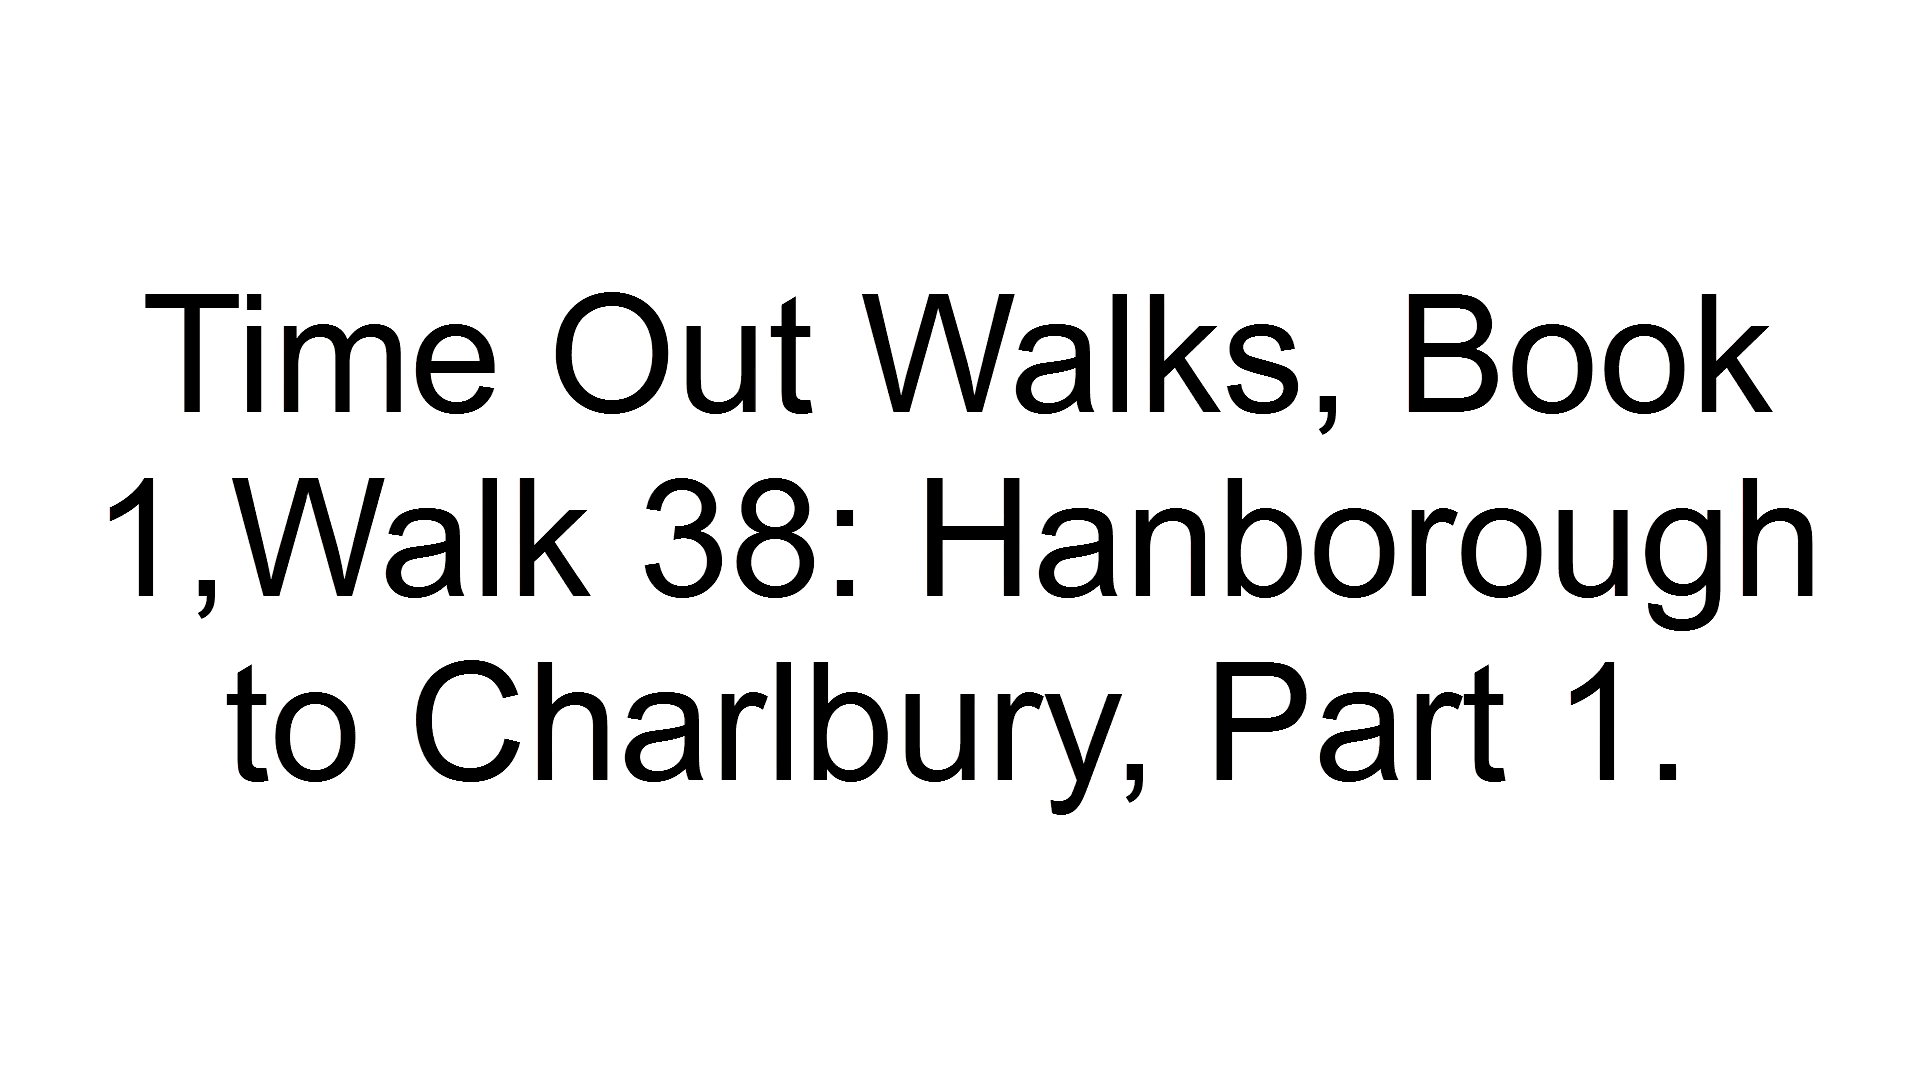 Time Out Walks, Book
1,Walk 38: Hanborough
to Charlbury, Part 1.